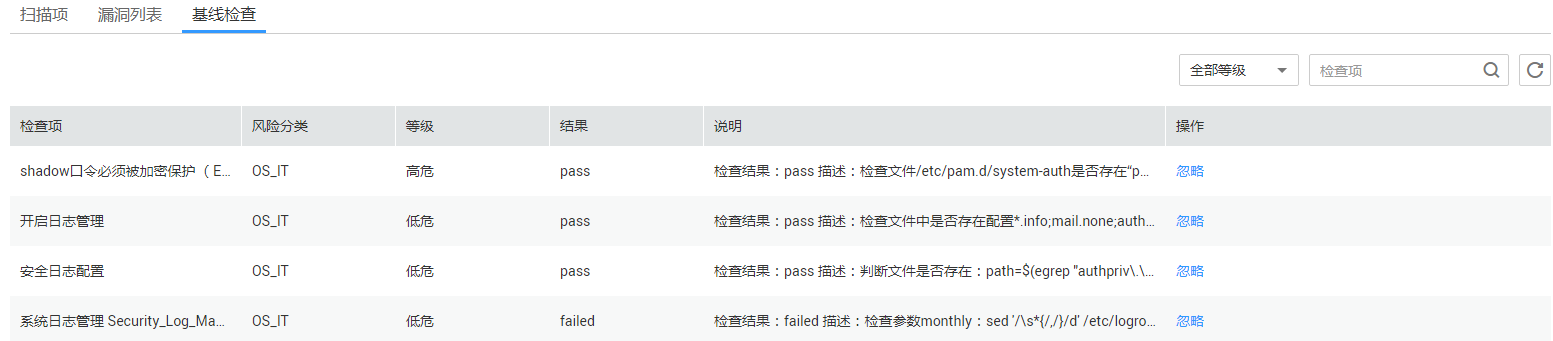 扫描项 漏洞列表 基线检查
全部等级 检查项
检查项 风险分类 等级 结果 说明 操作
shadow口令必须被加密保护（ E... OS_IT 高危 pass 检查结果：pass 描述：检查文件/etc/pam.d/system-auth是否存在“p... 忽略
开启日志管理 OS_IT 低危 pass 检查结果：pass 描述：检查文件中是否存在配置*.info;mail.none;auth... 忽略
安全日志配置 OS_IT 低危 pass 检查结果：pass 描述：判断文件是否存在：path=$(egrep "authpriv\.\... 忽略
系统日志管理 Security_Log_Ma... OS_IT 低危 failed 检查结果：failed 描述：检查参数monthly：sed '/\s*{/,/}/d' /etc/logro... 忽略